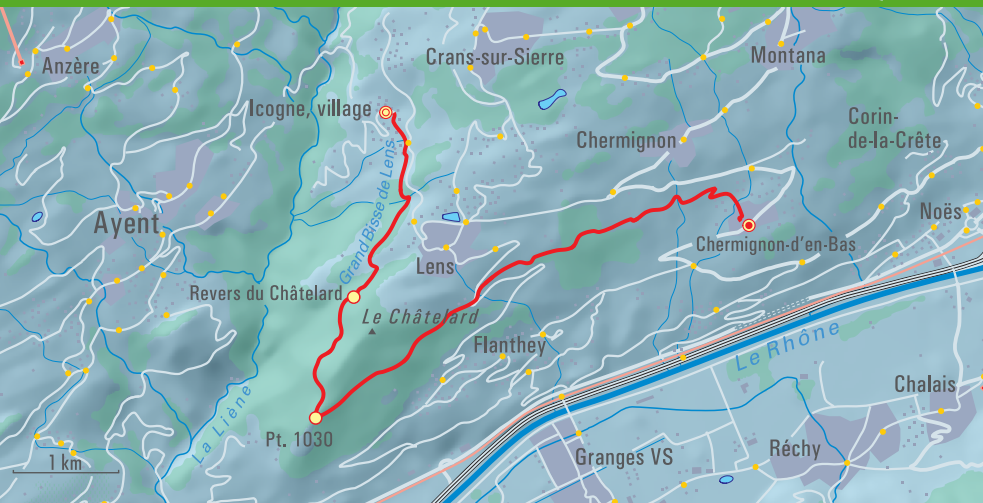 Anzère
Crans-sur-Sierre
Montana
Icogne, village
Chermignon
Corin-
de-la-Crête
Grand Bisse de Lens
Ayent
Noës
Chermignon-d'en-Bas
Lens
Revers du Châtelard
Le Châtelard
Flanthey
Le Rhône
Chalais
La Liène
Pt. 1030
Réchy
Granges VS
1 km